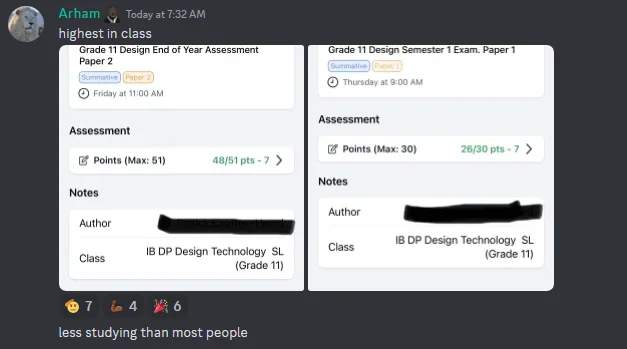 Arham Today at 7:32 AM
highest in class
Grade 11 Design End of Year Assessment
Paper 2
Summative Paper 2
Friday at 11:00 AM
Assessment
Points (Max: 51) 48/51 pts - 7
Notes
Author
Class IB DP Design Technology SL
(Grade 11)
Grade 11 Design Semester 1 Exam. Paper 1
Summative Paper 1
Thursday at 9:00 AM
Assessment
Points (Max: 30) 26/30 pts - 7
Notes
Author
Class IB DP Design Technology SL
(Grade 11)
7 4 6
less studying than most people